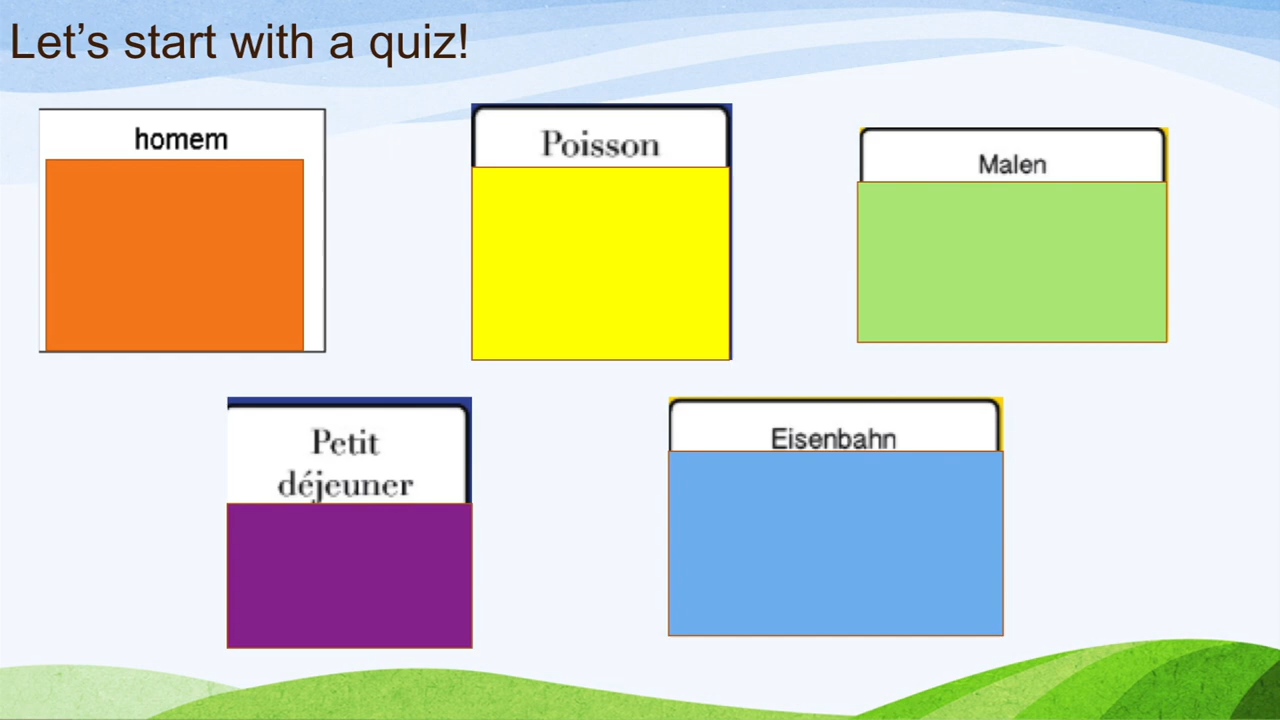 Let’s start with a quiz!
homem
Poisson
Malen
Petit
déjeuner
Eisenbahn